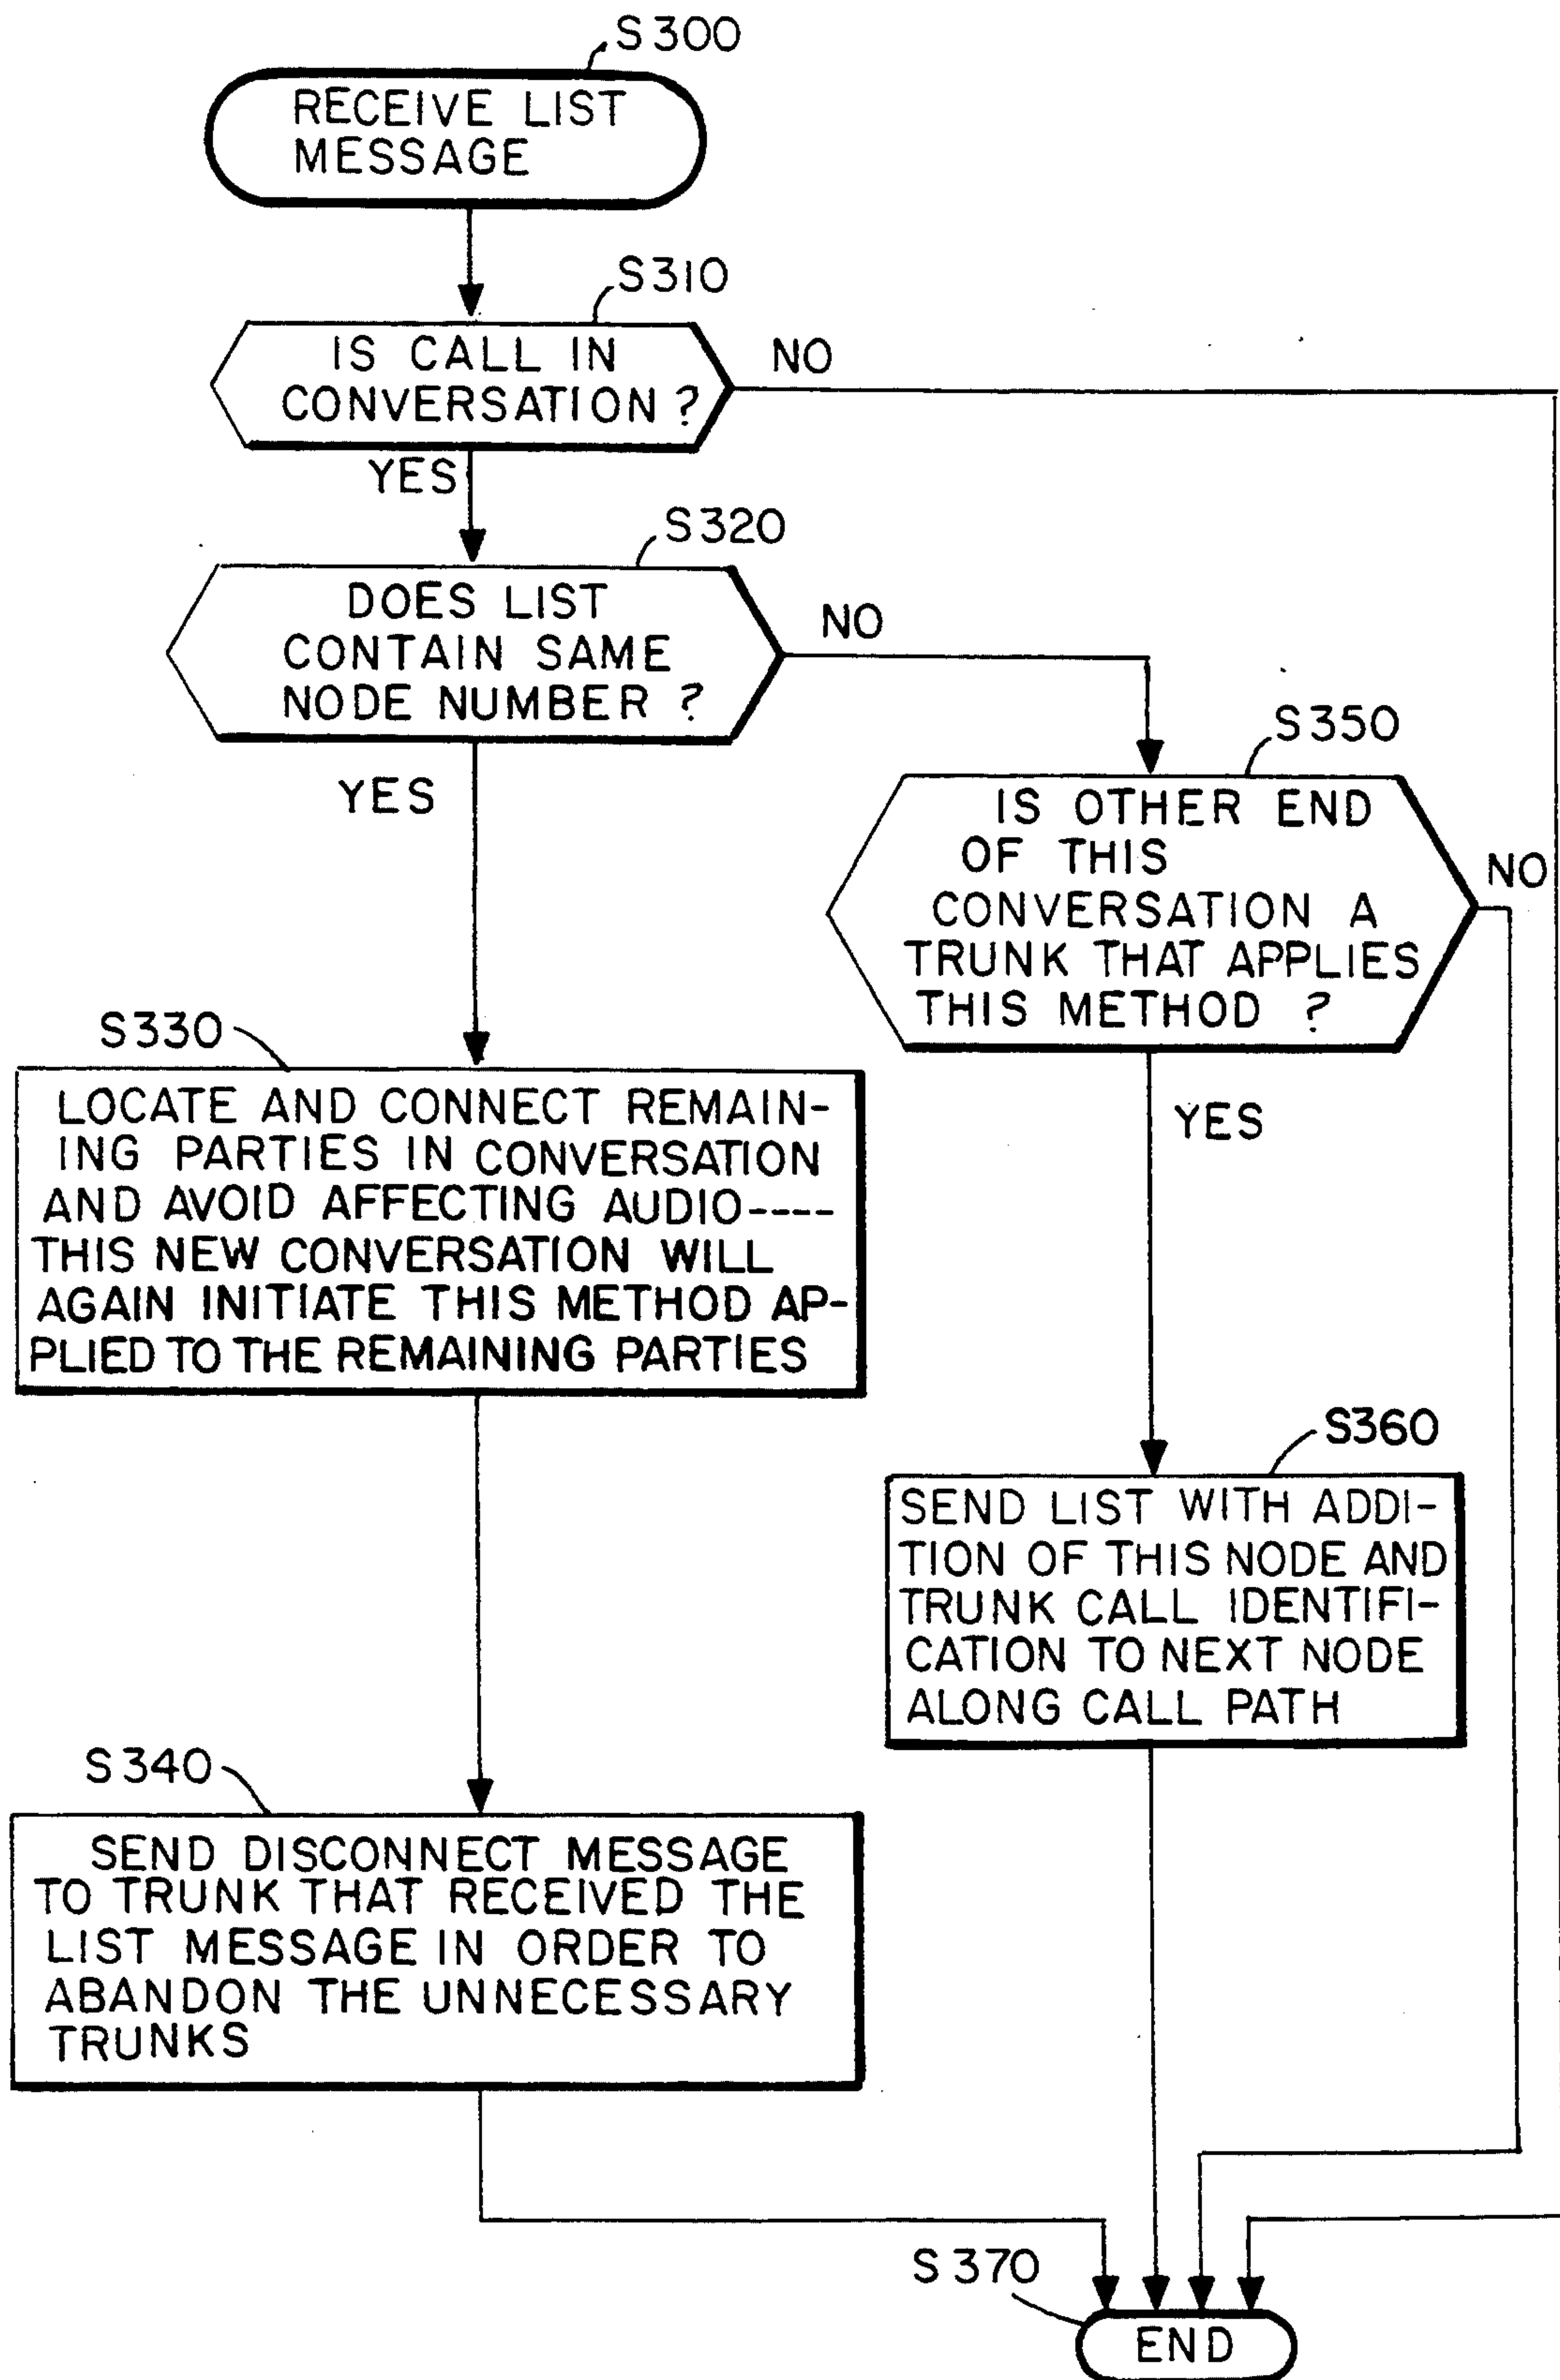 S300
RECEIVE LIST
MESSAGE
S310
IS CALL IN
CONVERSATION ?
NO
YES
S320
DOES LIST
CONTAIN SAME
NODE NUMBER ?
NO
YES
S350
IS OTHER END
OF THIS
CONVERSATION A
TRUNK THAT APPLIES
THIS METHOD ?
NO
YES
S330
LOCATE AND CONNECT REMAIN-
ING PARTIES IN CONVERSATION
AND AVOID AFFECTING AUDIO----
THIS NEW CONVERSATION WILL
AGAIN INITIATE THIS METHOD AP-
PLIED TO THE REMAINING PARTIES
S360
SEND LIST WITH ADDI-
TION OF THIS NODE AND
TRUNK CALL IDENTIFI-
CATION TO NEXT NODE
ALONG CALL PATH
S340
SEND DISCONNECT MESSAGE
TO TRUNK THAT RECEIVED THE
LIST MESSAGE IN ORDER TO
ABANDON THE UNNECESSARY
TRUNKS
S370
END